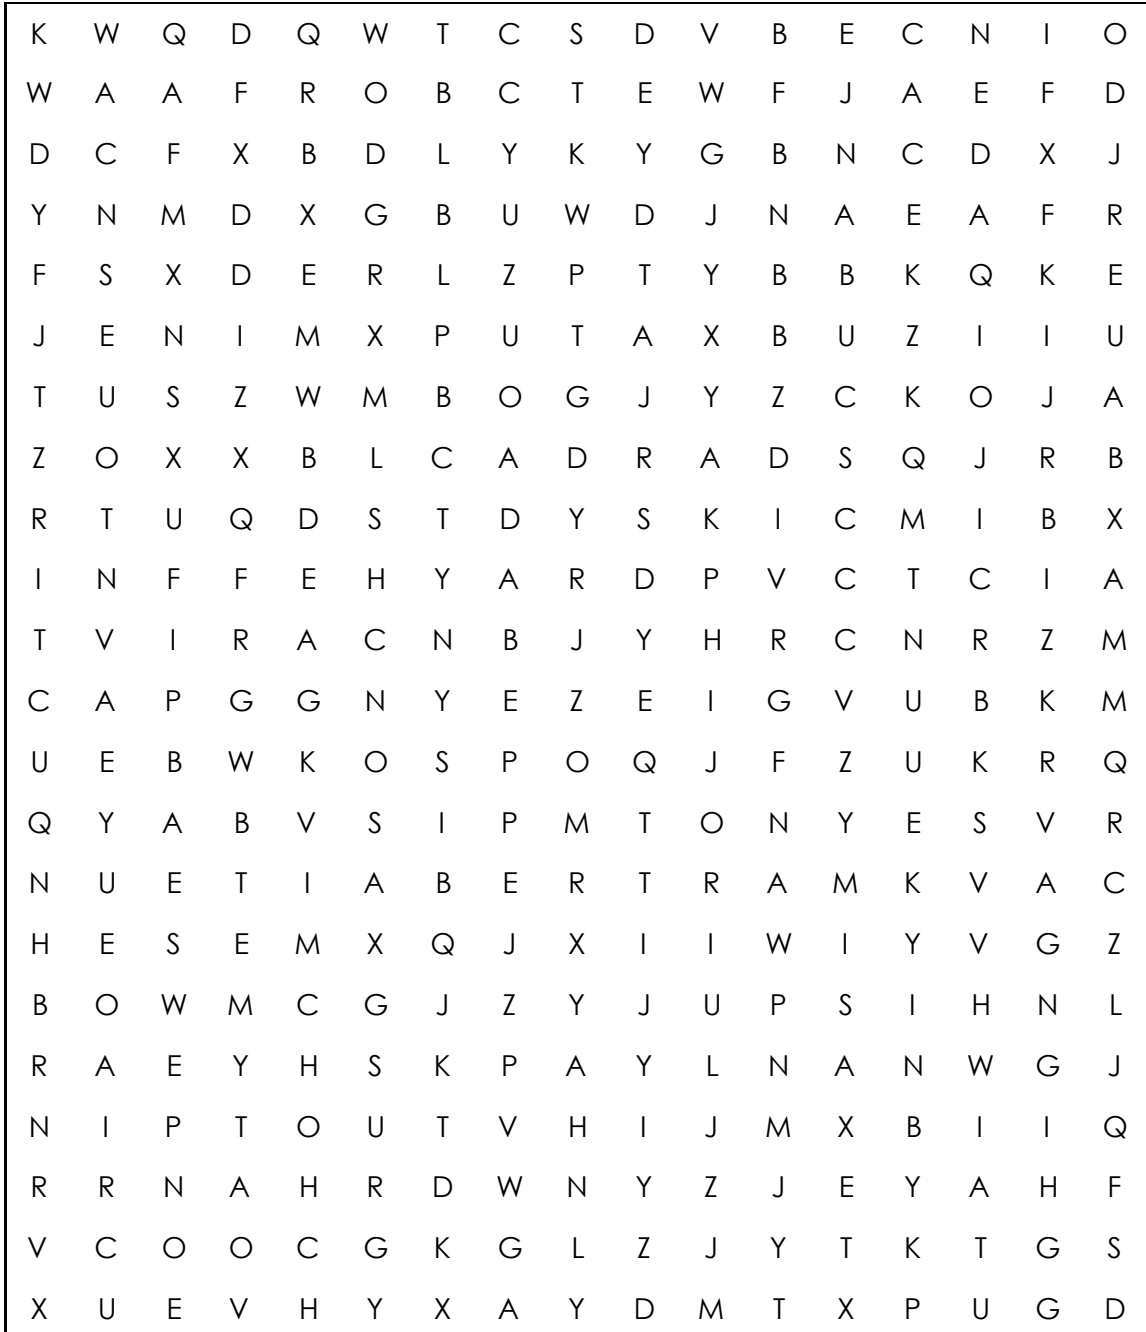 K W Q D Q W T C S D V B E C N I O
W A A F R O B C T E W F J A E F D
D C F X B D L Y K Y G B N C D X J
Y N M D X G B U W D J N A E A F R
F S X D E R L Z P T Y B B K Q K E
J E N I M X P U T A X B U Z I I U
T U S Z W M B O G J Y Z C K O J A
Z O X X B L C A D R A D S Q J R B
R T U Q D S T D Y S K I C M I B X
I N F F E H Y A R D P V C T C I A
T V I R A C N B J Y H R C N R Z M
C A P G G N Y E Z E I G V U B K M
U E B W K O S P O Q J F Z U K R Q
Q Y A B V S I P M T O N Y E S V R
N U E T I A B E R T R A M K V A C
H E S E M X Q J X I I W I Y V G Z
B O W M C G J Z Y J U P S I H N L
R A E Y H S K P A Y L N A N W G J
N I P T O U T V H I J M X B I I Q
R R N A H R D W N Y Z J E Y A H F
V C O O C G K G L Z J Y T K T G S
X U E V H Y X A Y D M T X P U G D